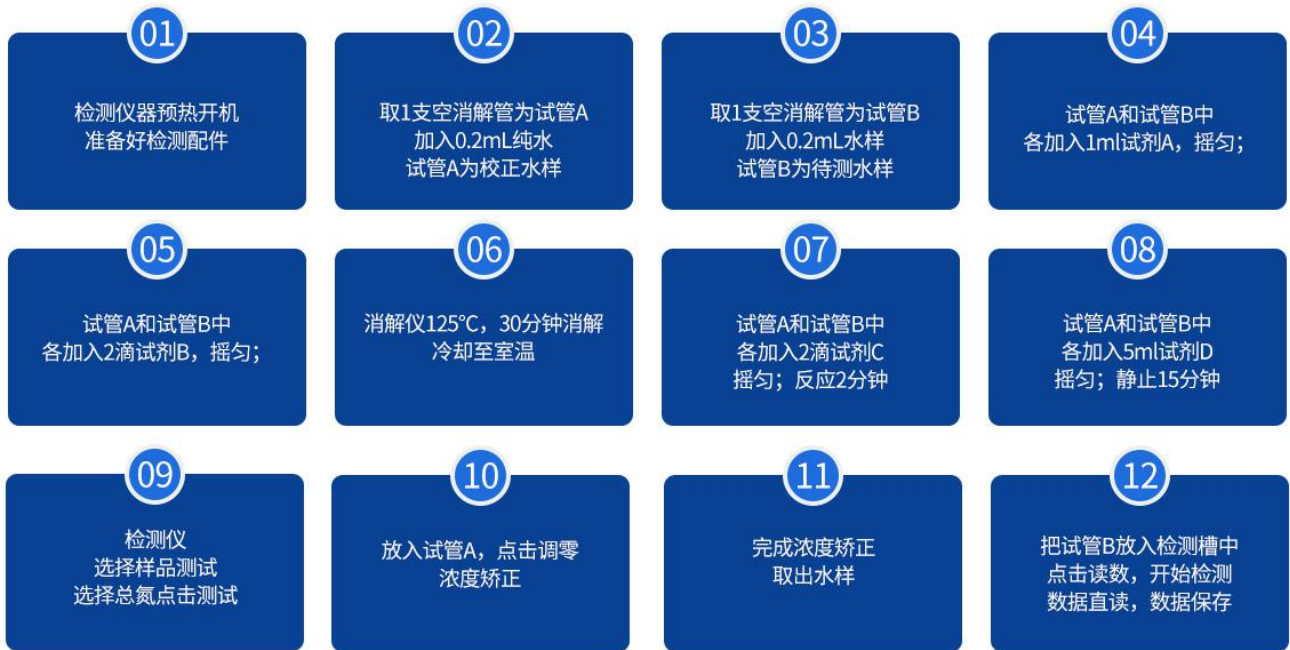 01
检测仪器预热开机
准备好检测配件
02
取1支空消解管为试管A
加入0.2mL纯水
试管A为校正水样
03
取1支空消解管为试管B
加入0.2mL水样
试管B为待测水样
04
试管A和试管B中
各加入1ml试剂A，摇匀；
05
试管A和试管B中
各加入2滴试剂B，摇匀；
06
消解仪125℃，30分钟消解
冷却至室温
07
试管A和试管B中
各加入2滴试剂C
摇匀；反应2分钟
08
试管A和试管B中
各加入5ml试剂D
摇匀；静止15分钟
09
检测仪
选择样品测试
选择总氮点击测试
10
放入试管A，点击调零
浓度矫正
11
完成浓度矫正
取出水样
12
把试管B放入检测槽中
点击读数，开始检测
数据直读，数据保存